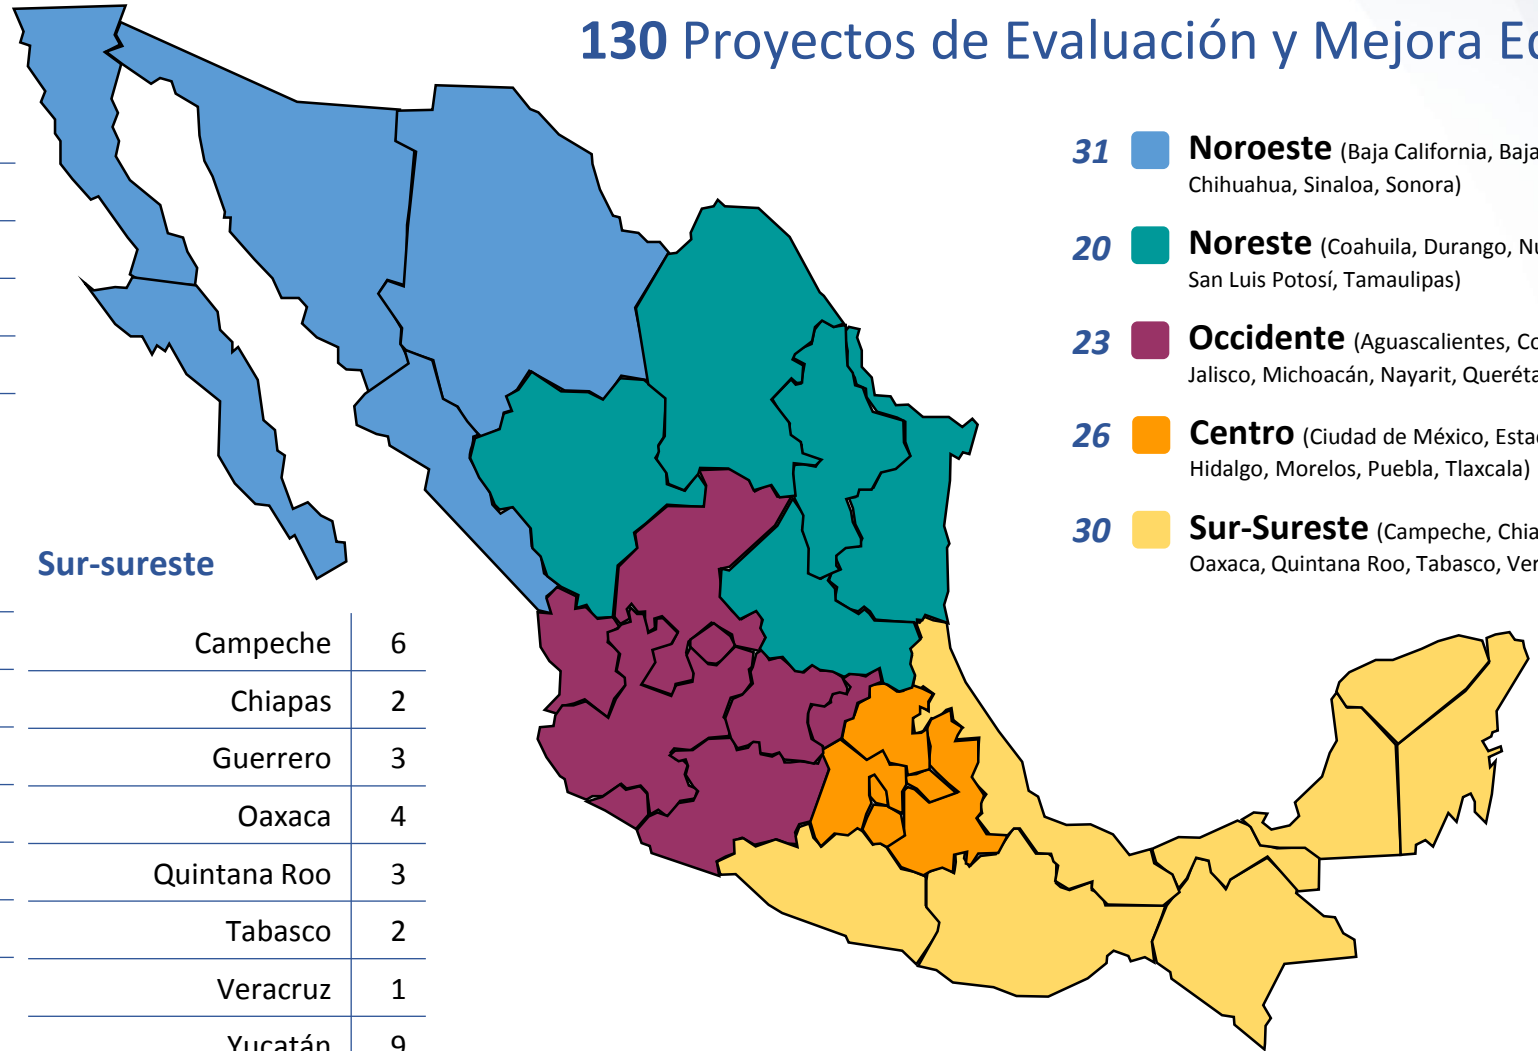 130 Proyectos de Evaluación y Mejora
31 Noroeste (Baja California, Baja
Chihuahua, Sinaloa, Sonora)
20 Noreste (Coahuila, Durango,
San Luis Potosí, Tamaulipas)
23 Occidente (Aguascalientes,
Jalisco, Michoacán, Nayarit,
26 Centro (Ciudad de México,
Hidalgo, Morelos, Puebla, Tlaxcala)
30 Sur-Sureste (Campeche,
Oaxaca, Quintana Roo, Tabasco,
Sur-sureste
Campeche 6
Chiapas 2
Guerrero 3
Oaxaca 4
Quintana Roo 3
Tabasco 2
Veracruz 1
Yucatán 9